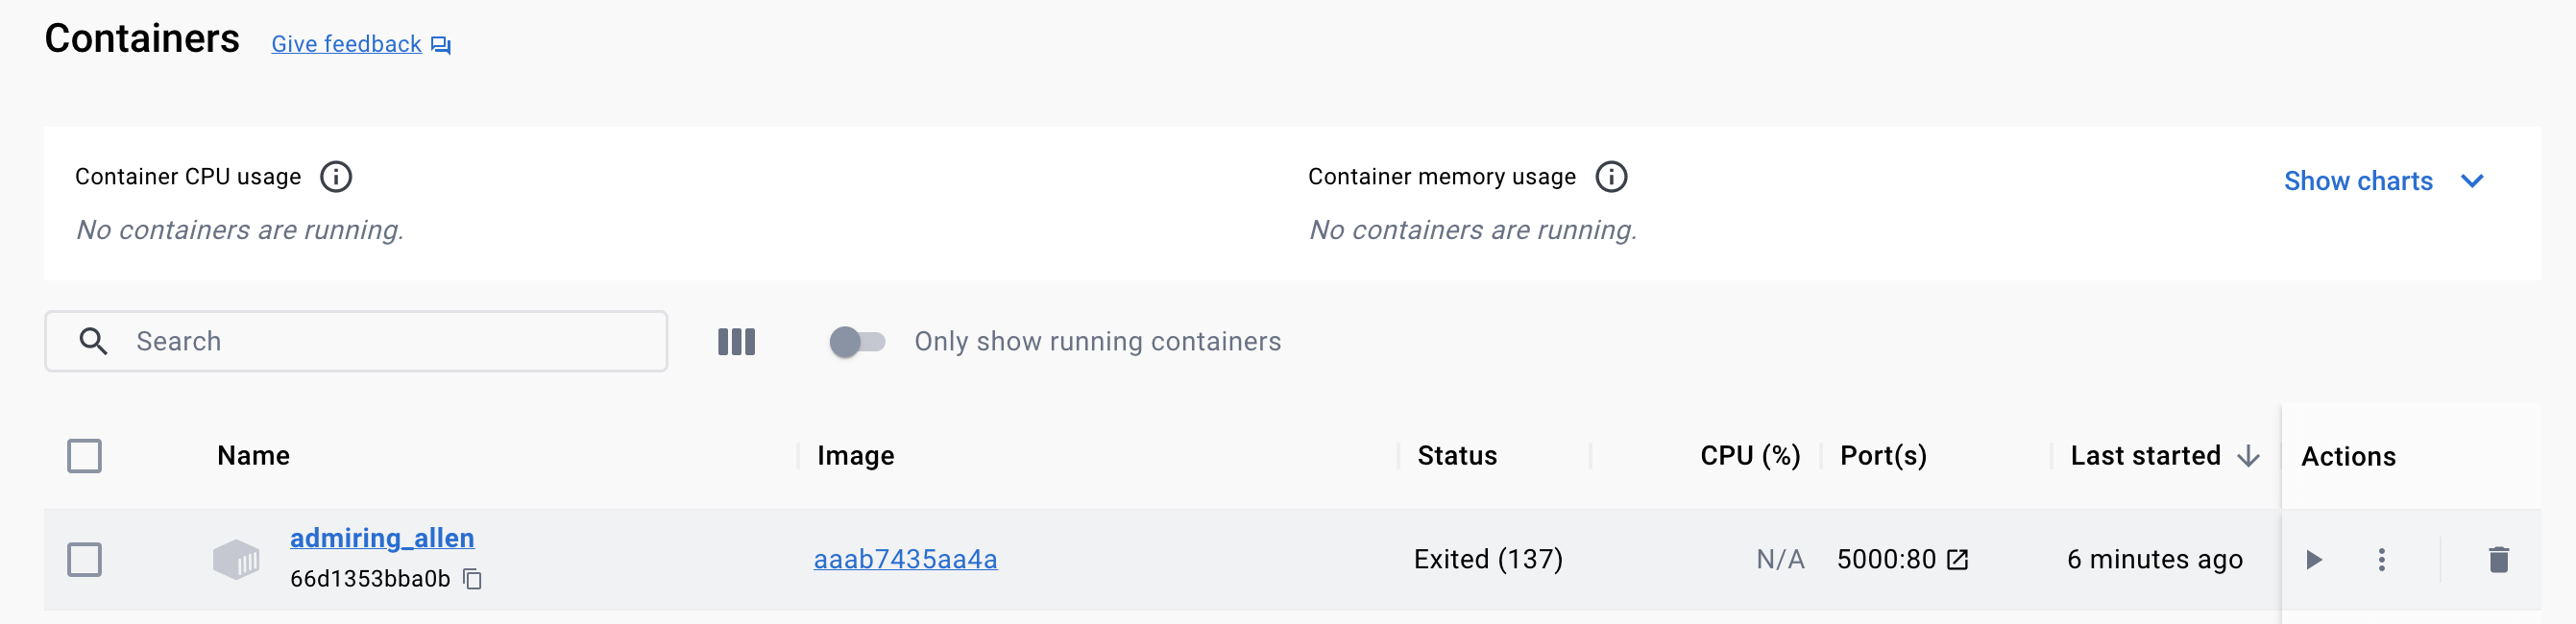 Containers Give feedback
Container CPU usage Container memory usage Show charts
No containers are running. No containers are running.
Search Only show running containers
Name Image Status CPU (%) Port(s) Last started Actions
admiring_allen
66d1353bba0b
aaab7435aa4a Exited (137) N/A 5000:80 6 minutes ago